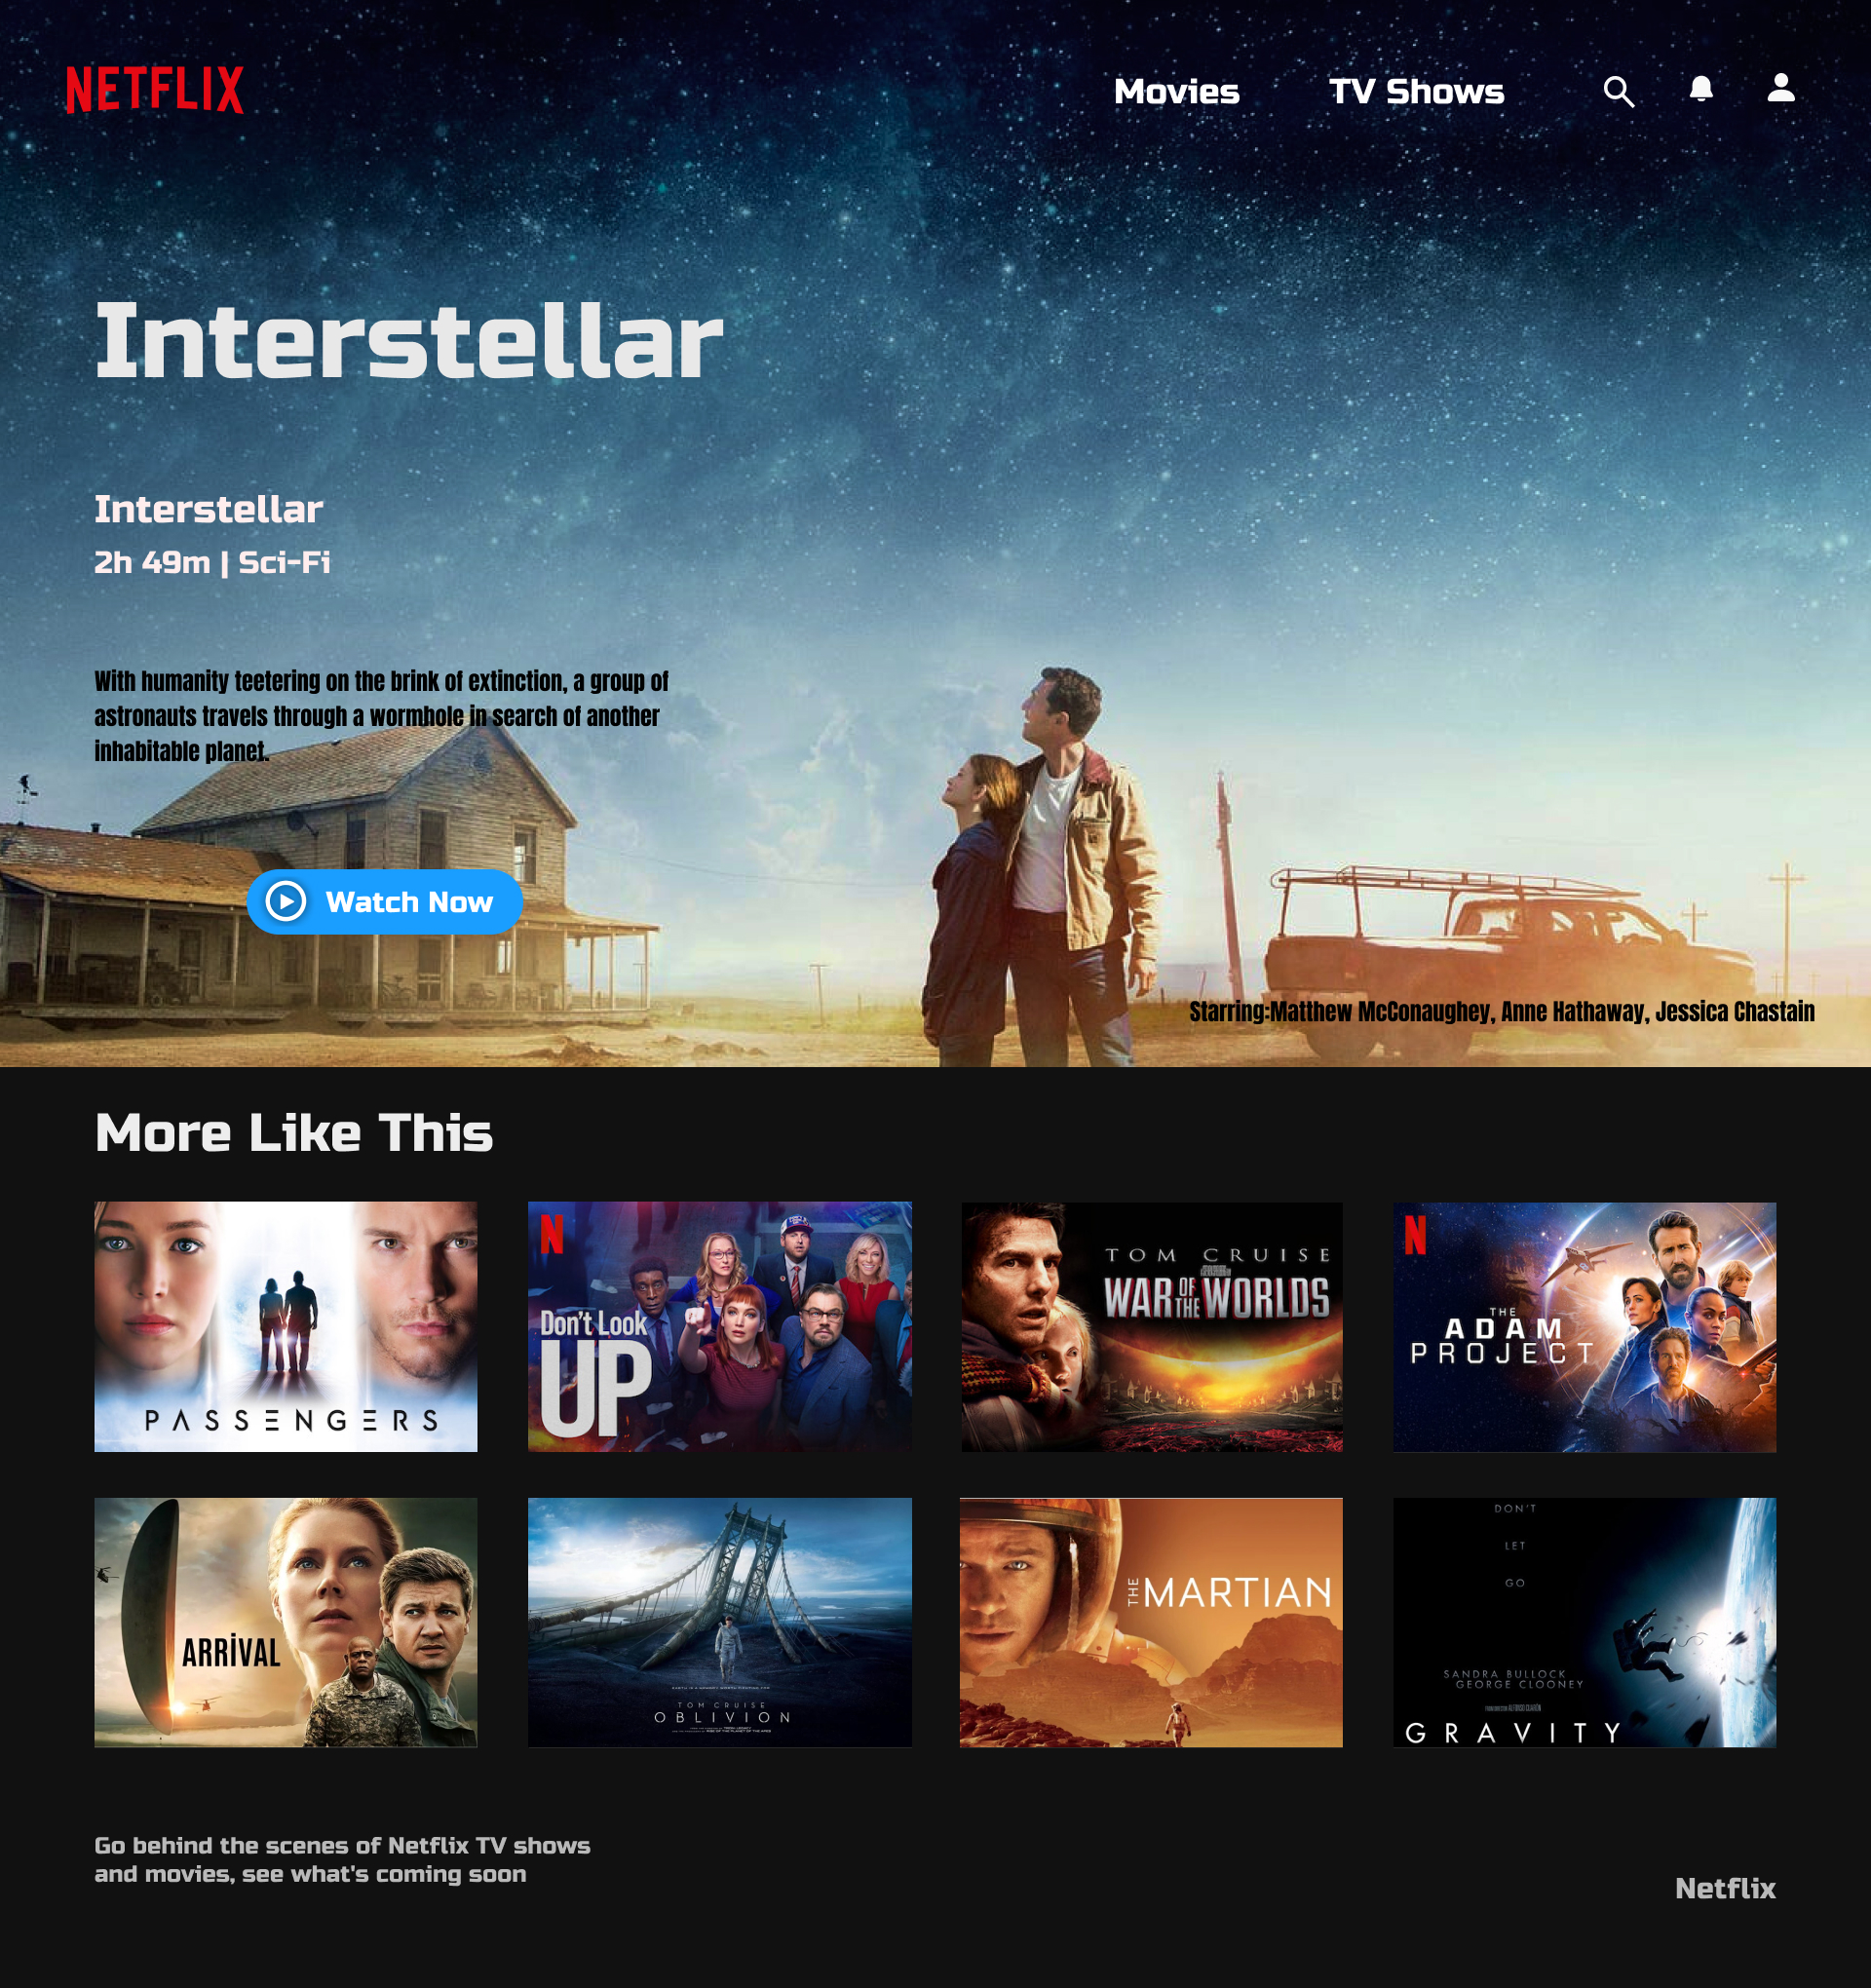 NETFLIX
Movies
TV Shows
Interstellar
Interstellar
2h 49m | Sci-Fi
With humanity teetering on the brink of extinction, a group of
astronauts travels through a wormhole in search of another
inhabitable planet.
Watch Now
Starring:Matthew McConaughey, Anne Hathaway, Jessica Chastain
More Like This
PASSENGERS
N
Don't Look
UP
TOM CRUISE
WAR OF THE WORLDS
N
THE
ADAM
PROJECT
ARRİVAL
TOM CRUISE
OBLIVION
THE MARTIAN
DON'T
LET
GO
SANDRA BULLOCK
GEORGE CLOONEY
GRAVITY
Go behind the scenes of Netflix TV shows
and movies, see what's coming soon
Netflix